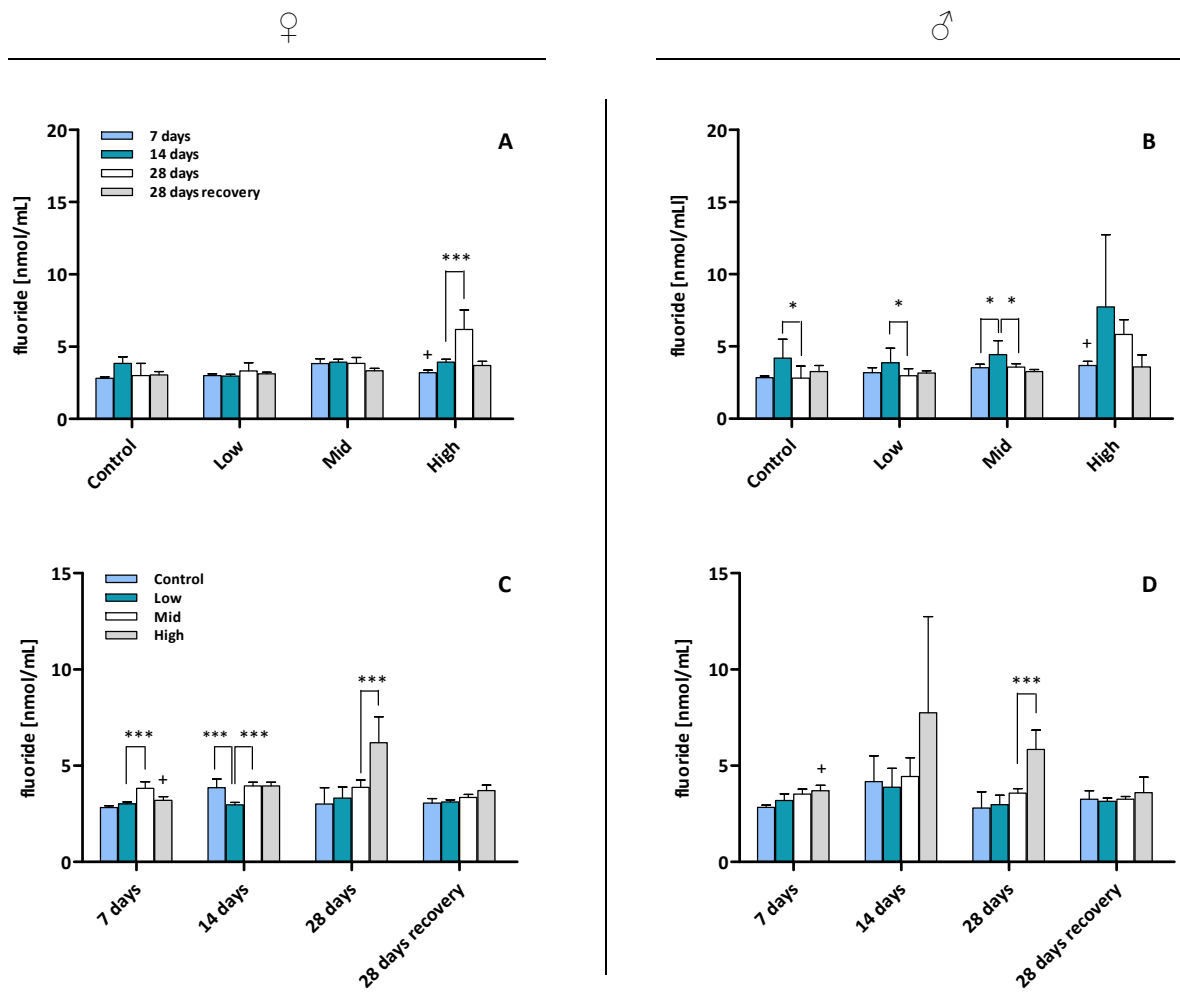 ♀
♂
A
20
15
10
5
0
fluoride [nmol/mL]
7 days
14 days
28 days
28 days recovery
***
+
Control
Low
Mid
High
B
20
15
10
5
0
fluoride [nmol/mLl]
*
*
* *
+
Control
Low
Mid
High
C
15
10
5
0
fluoride [nmol/mL]
Control
Low
Mid
High
***
+
*** ***
***
7 days
14 days
28 days
28 days recovery
D
15
10
5
0
fluoride [nmol/mL]
+
***
7 days
14 days
28 days
28 days recovery